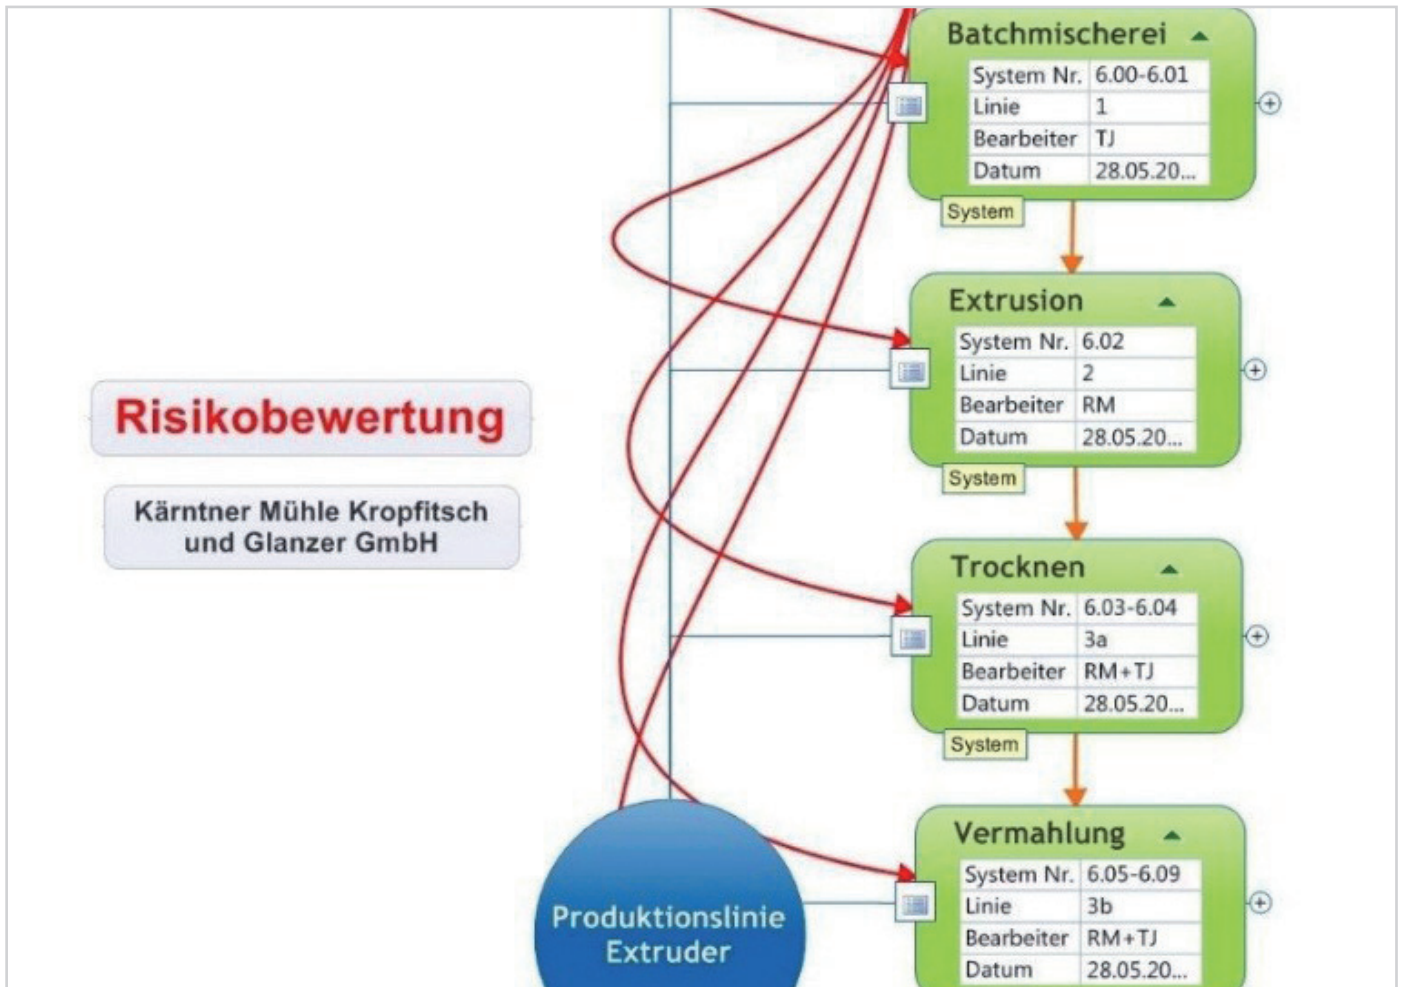 Batchmischerei
System Nr. 6.00-6.01
Linie 1
Bearbeiter TJ
Datum 28.05.20...
System
Extrusion
System Nr. 6.02
Linie 2
Bearbeiter RM
Datum 28.05.20...
System
Risikobewertung
Kärntner Mühle Kropfitsch
und Glanzer GmbH
Trocknen
System Nr. 6.03-6.04
Linie 3a
Bearbeiter RM+TJ
Datum 28.05.20...
System
Vermahlung
System Nr. 6.05-6.09
Linie 3b
Bearbeiter RM+TJ
Datum 28.05.20...
Produktionslinie
Extruder